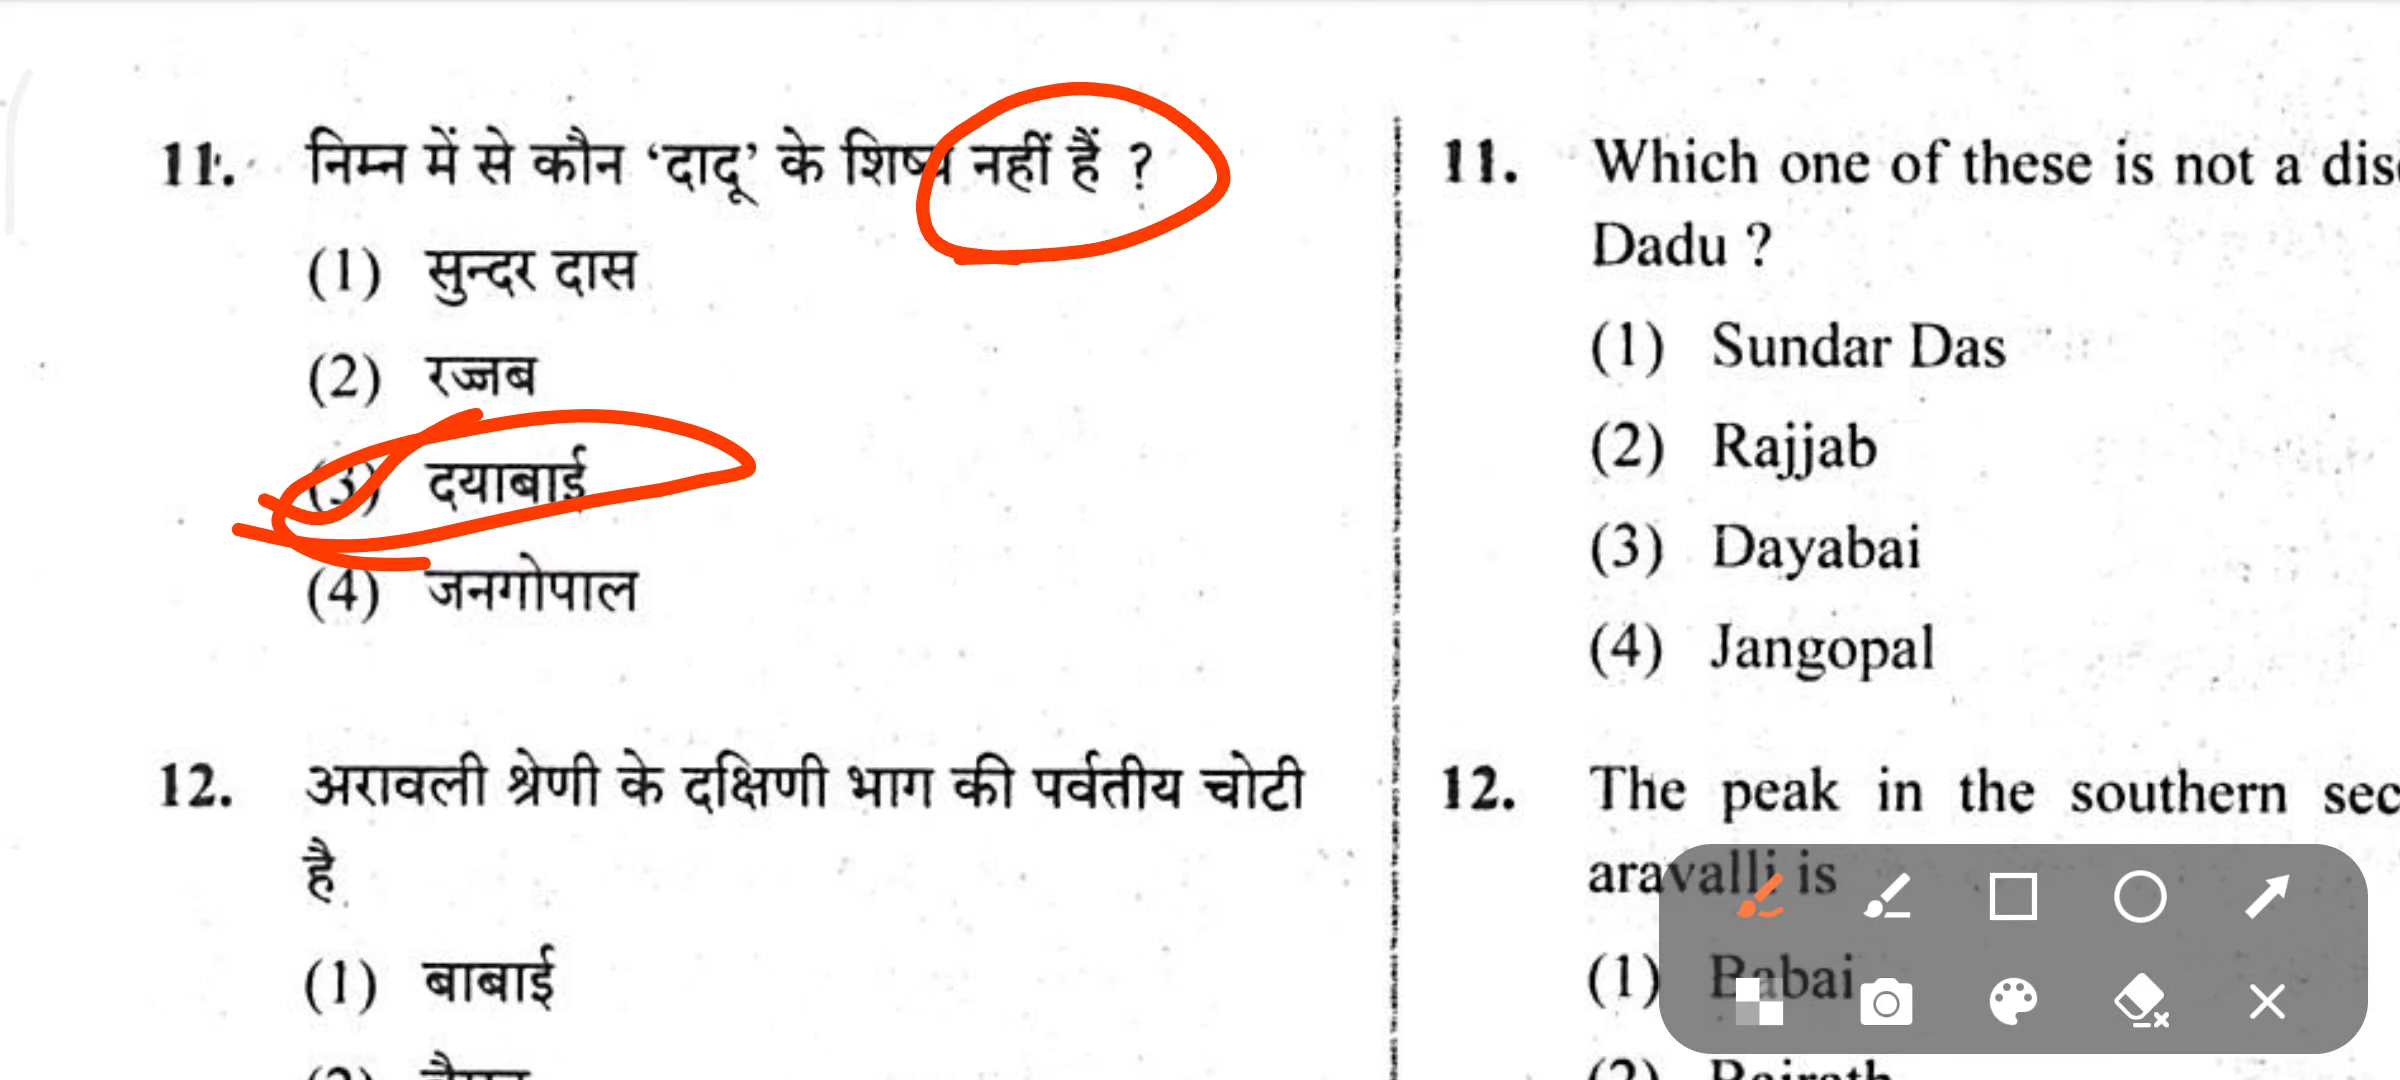 11. निम्न में से कौन ‘दादू’ के शिष्य नहीं हैं ?
(1) सुन्दर दास
(2) रज्जब
(3) दयाबाई
(4) जनगोपाल
12. अरावली श्रेणी के दक्षिणी भाग की पर्वतीय चोटी
है
(1) बाबाई
11. Which one of these is not a dis
Dadu ?
(1) Sundar Das
(2) Rajjab
(3) Dayabai
(4) Jangopal
12. The peak in the southern sec
aravalli is
(1) Babai
(2) Bairath